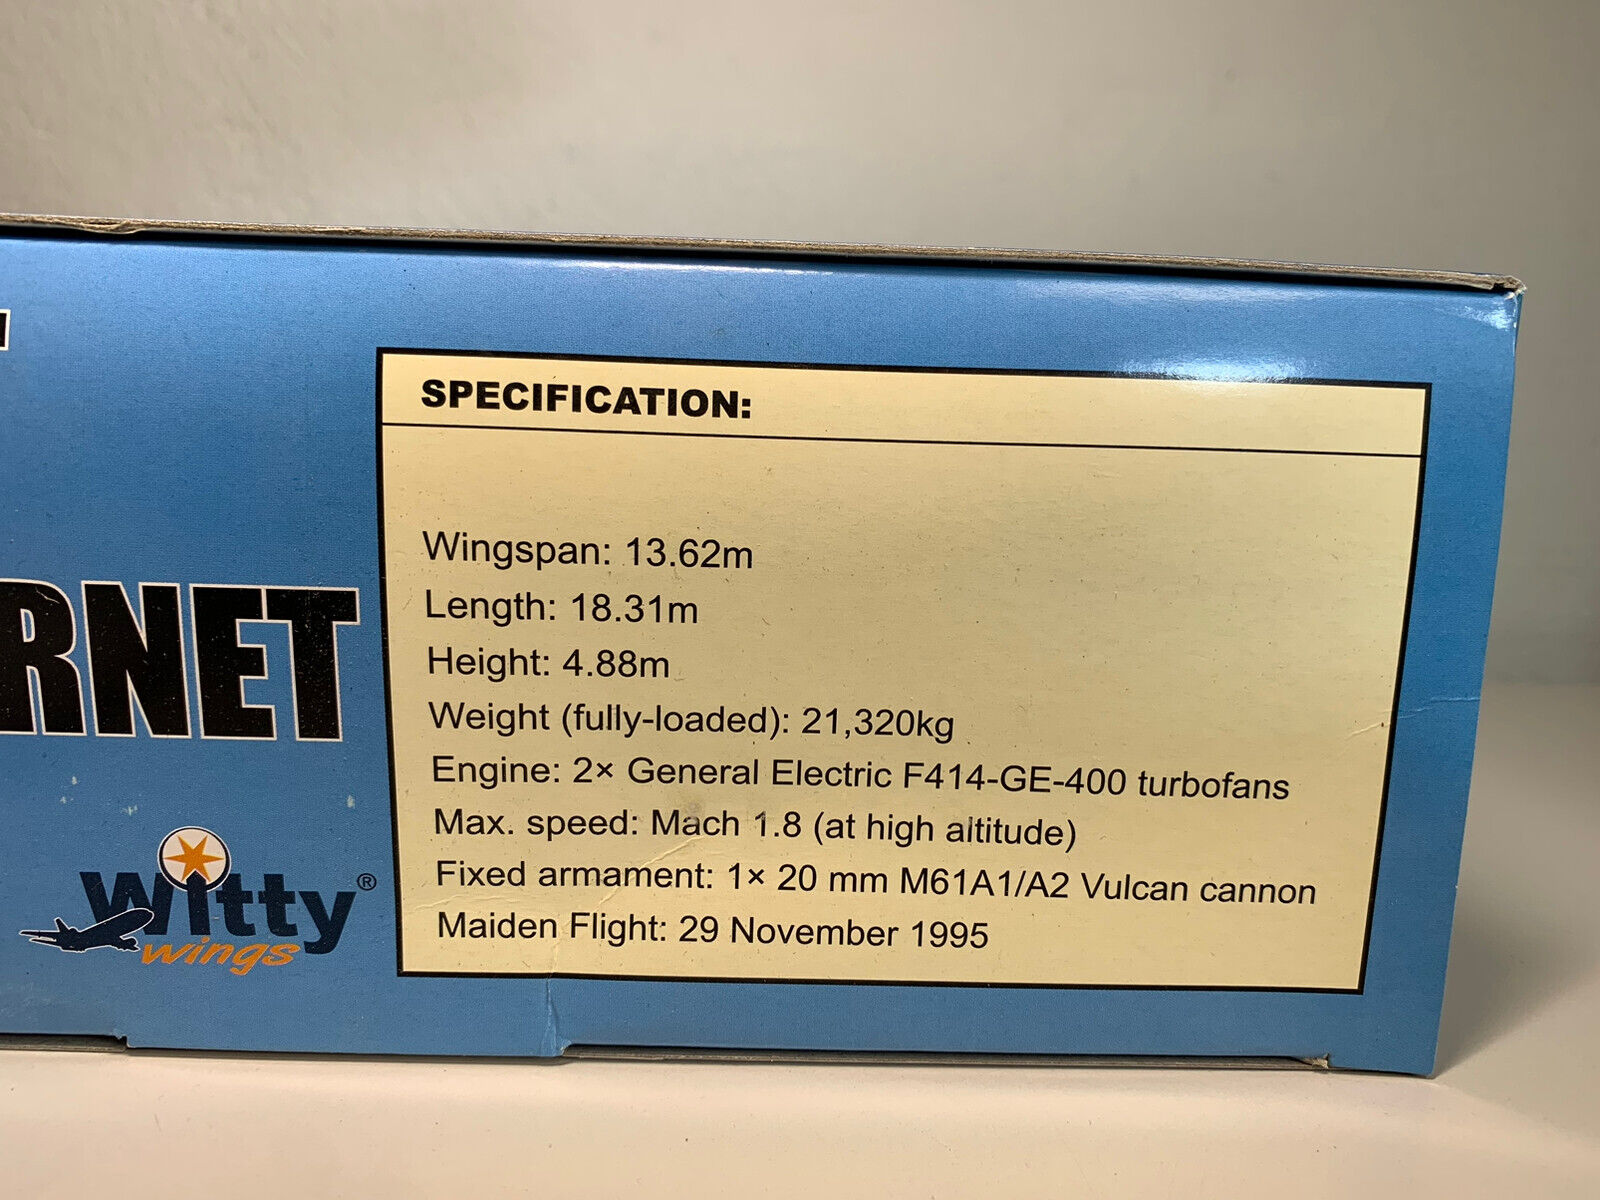 SPECIFICATION:
Wingspan: 13.62m
Length: 18.31m
Height: 4.88m
Weight (fully-loaded): 21,320kg
Engine: 2× General Electric F414-GE-400 turbofans
Max. speed: Mach 1.8 (at high altitude)
Fixed armament: 1× 20 mm M61A1/A2 Vulcan cannon
Maiden Flight: 29 November 1995
RNET
witty®
wings